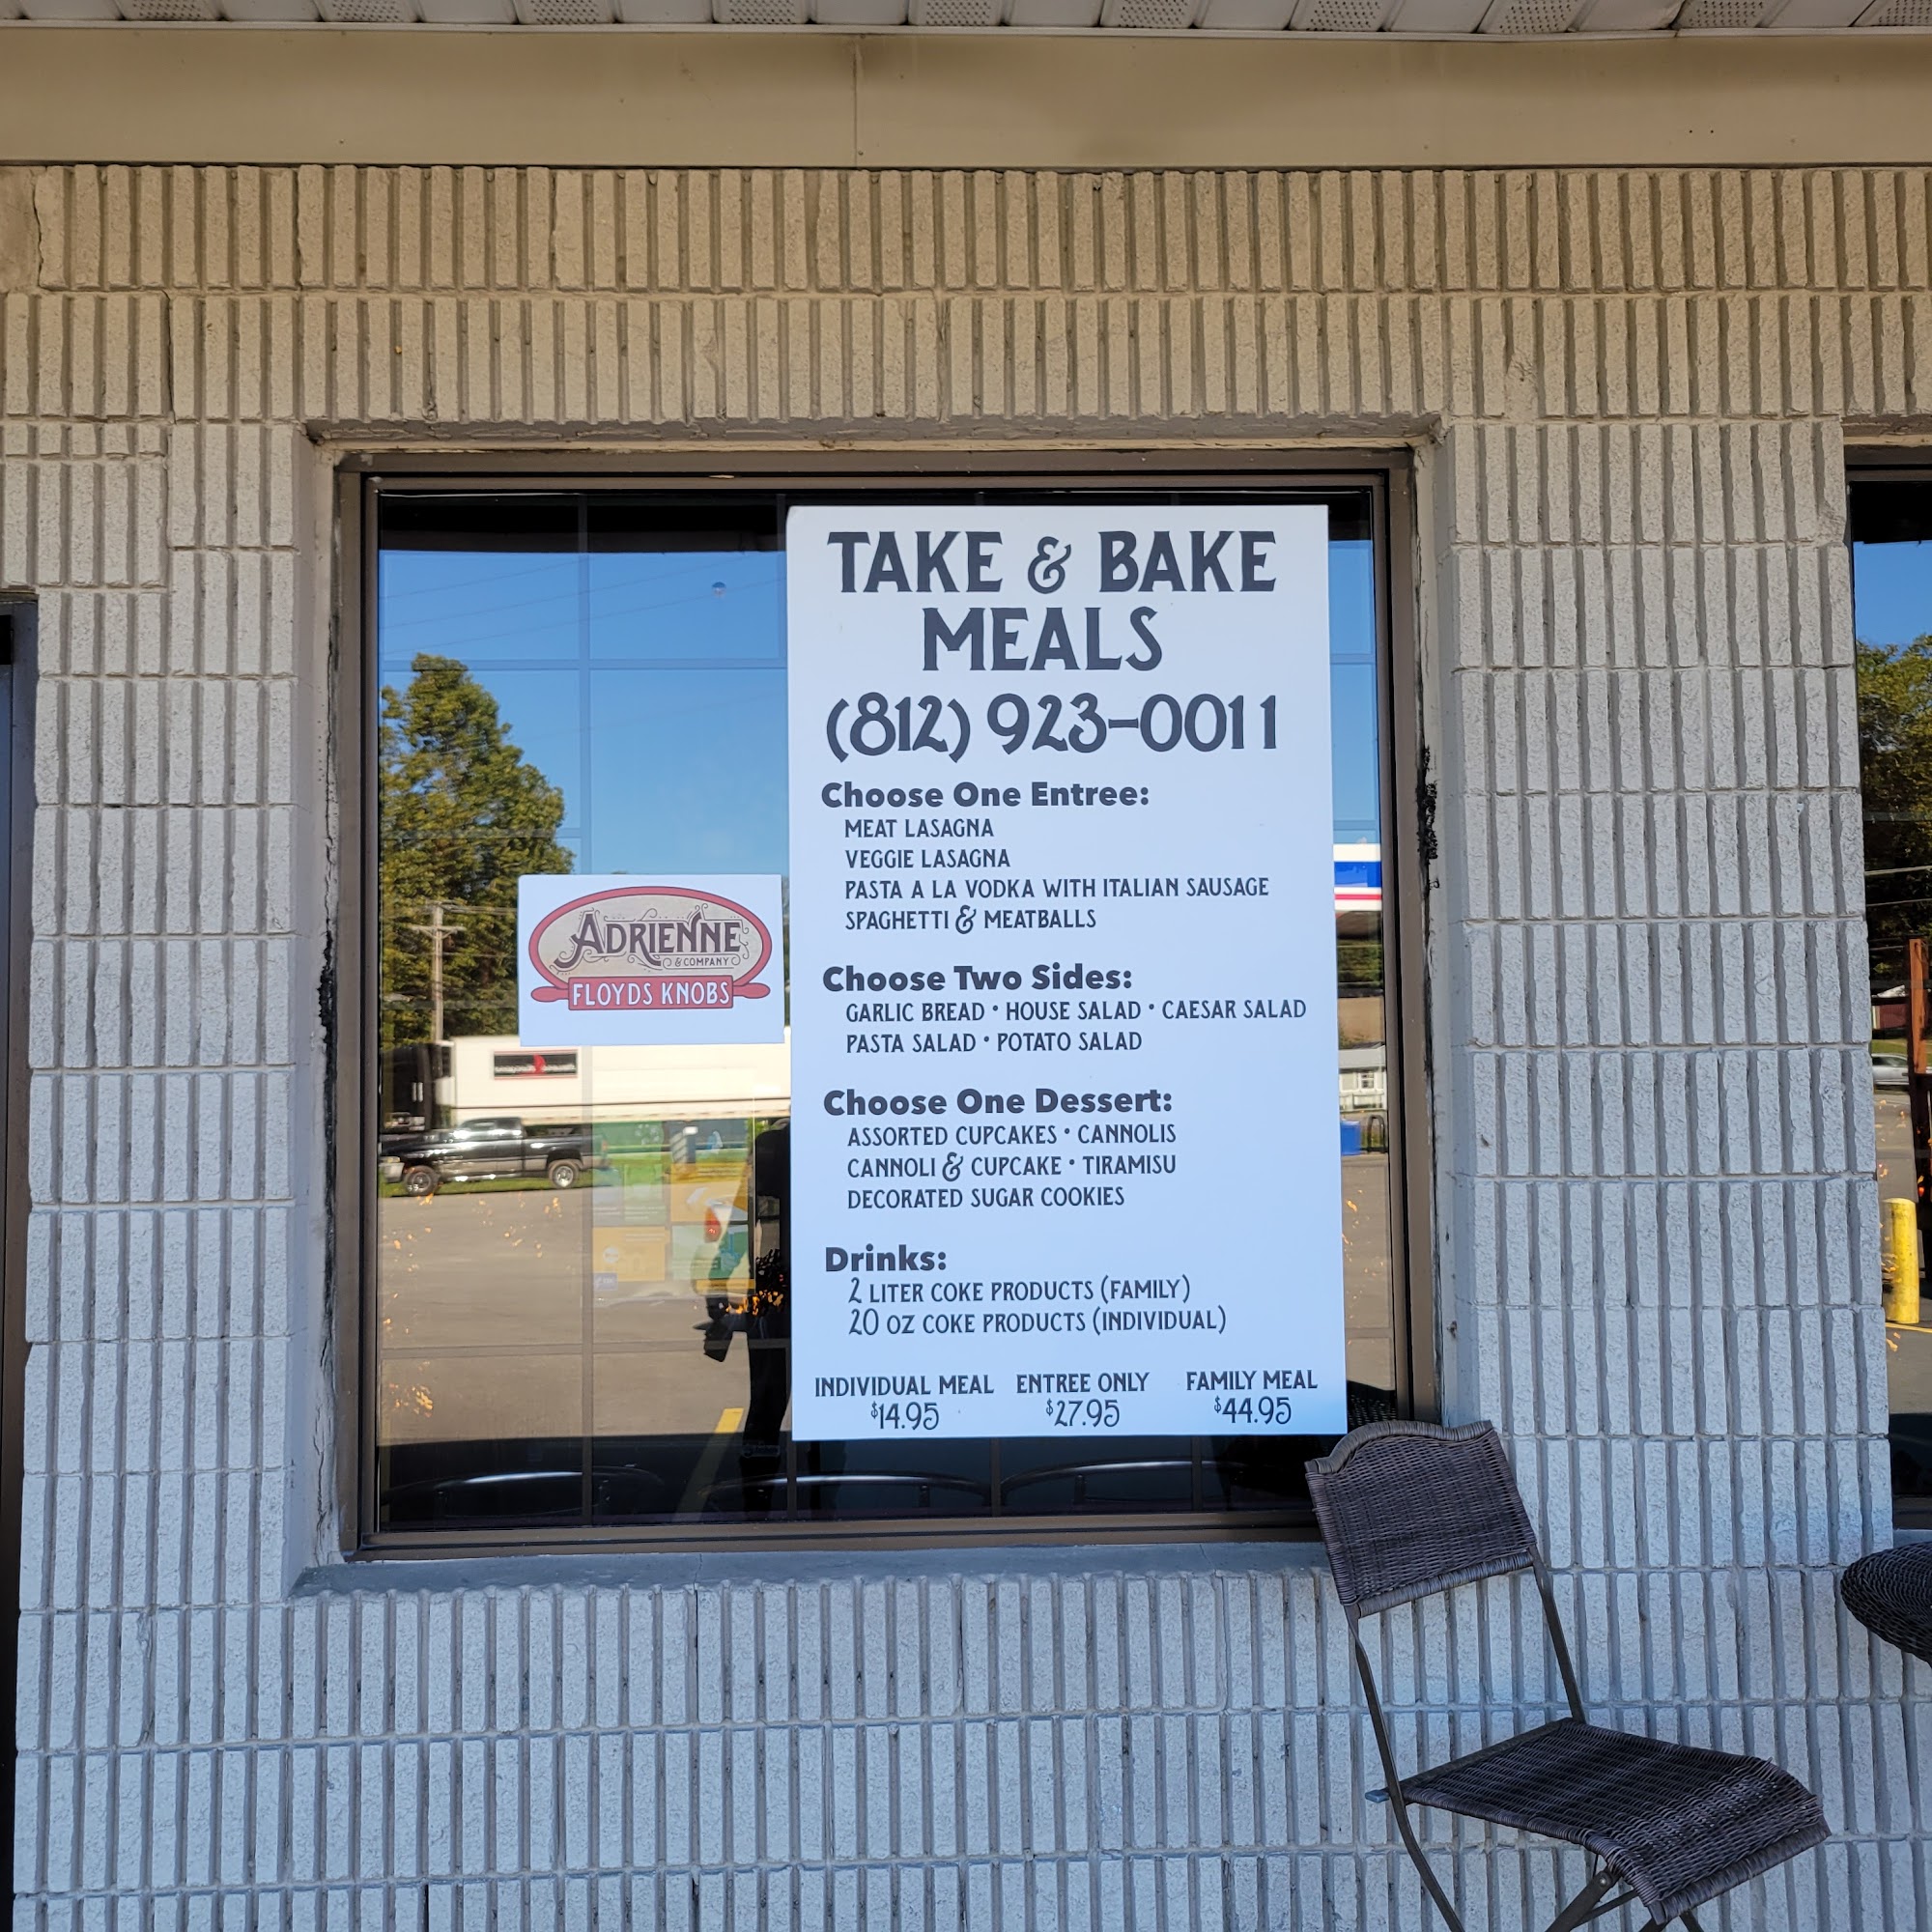 TAKE & BAKE
MEALS
(812) 923-0011
Choose One Entree:
MEAT LASAGNA
VEGGIE LASAGNA
PASTA A LA VODKA WITH ITALIAN SAUSAGE
SPAGHETTI & MEATBALLS
Choose Two Sides:
GARLIC BREAD • HOUSE SALAD • CAESAR SALAD
PASTA SALAD • POTATO SALAD
Choose One Dessert:
ASSORTED CUPCAKES • CANNOLIS
CANNOLI & CUPCAKE • TIRAMISU
DECORATED SUGAR COOKIES
Drinks:
2 LITER COKE PRODUCTS (FAMILY)
20 OZ COKE PRODUCTS (INDIVIDUAL)
INDIVIDUAL MEAL ENTREE ONLY FAMILY MEAL
$14.95 $27.95 $44.95
ADRIENNE
& COMPANY
FLOYDS KNOBS